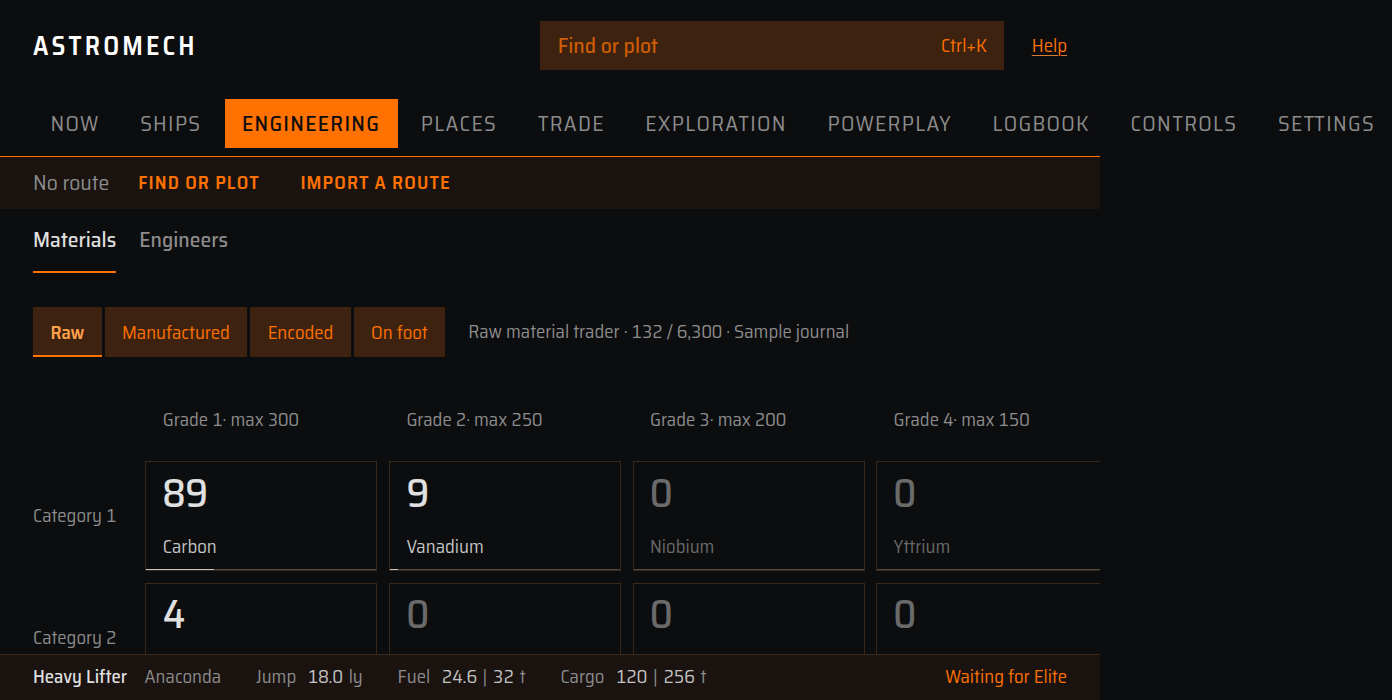 ASTROMECH
Find or plot Ctrl+K Help
NOW SHIPS ENGINEERING PLACES TRADE EXPLORATION POWERPLAY LOGBOOK CONTROLS SETTINGS
No route FIND OR PLOT IMPORT A ROUTE
Materials Engineers
Raw Manufactured Encoded On foot Raw material trader · 132 / 6,300 · Sample journal
Grade 1· max 300 Grade 2· max 250 Grade 3· max 200 Grade 4· max 150
89 9 0 0
Category 1
Carbon Vanadium Niobium Yttrium
4 0 0 0
Category 2
Heavy Lifter Anaconda Jump 18.0 ly Fuel 24.6 | 32 t Cargo 120 | 256 t Waiting for Elite